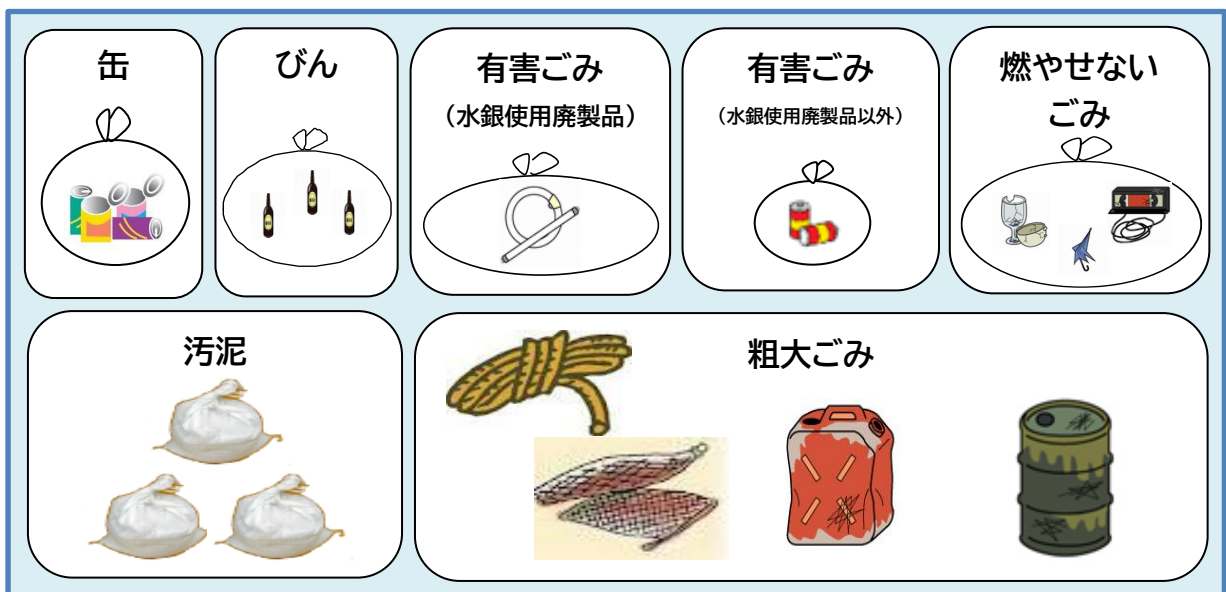 缶
びん
有害ごみ
（水銀使用廃製品）
有害ごみ
（水銀使用廃製品以外）
燃やせない
ごみ
汚泥
粗大ごみ